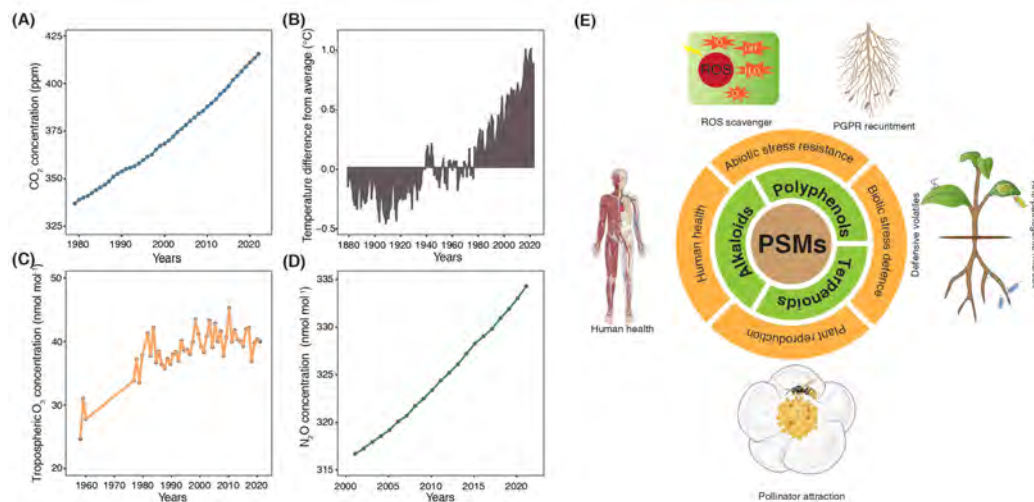 (A)
CO₂ concentration (ppm)
425
400
375
350
325
1980
1990
2000
2010
2020
Years
(B)
Temperature difference from average (°C)
1.0
0.5
0.0
−0.5
1880
1900
1920
1940
1960
1980
2000
2020
Years
(C)
Tropospheric O₃ concentration (nmol mol⁻¹)
50
40
30
20
1960
1970
1980
1990
2000
2010
2020
Years
(D)
N₂O concentration (nmol mol⁻¹)
335
330
325
320
315
2000
2005
2010
2015
2020
Years
(E)
ROS
ROS scavenger
PGPR recuritment
Abiotic stress resistance
Biotic stress defence
Plant reproduction
Human health
Polyphenols
Terpenoids
Alkaloids
PSMs
Human health
Defensive volatiles
Pollinator attraction